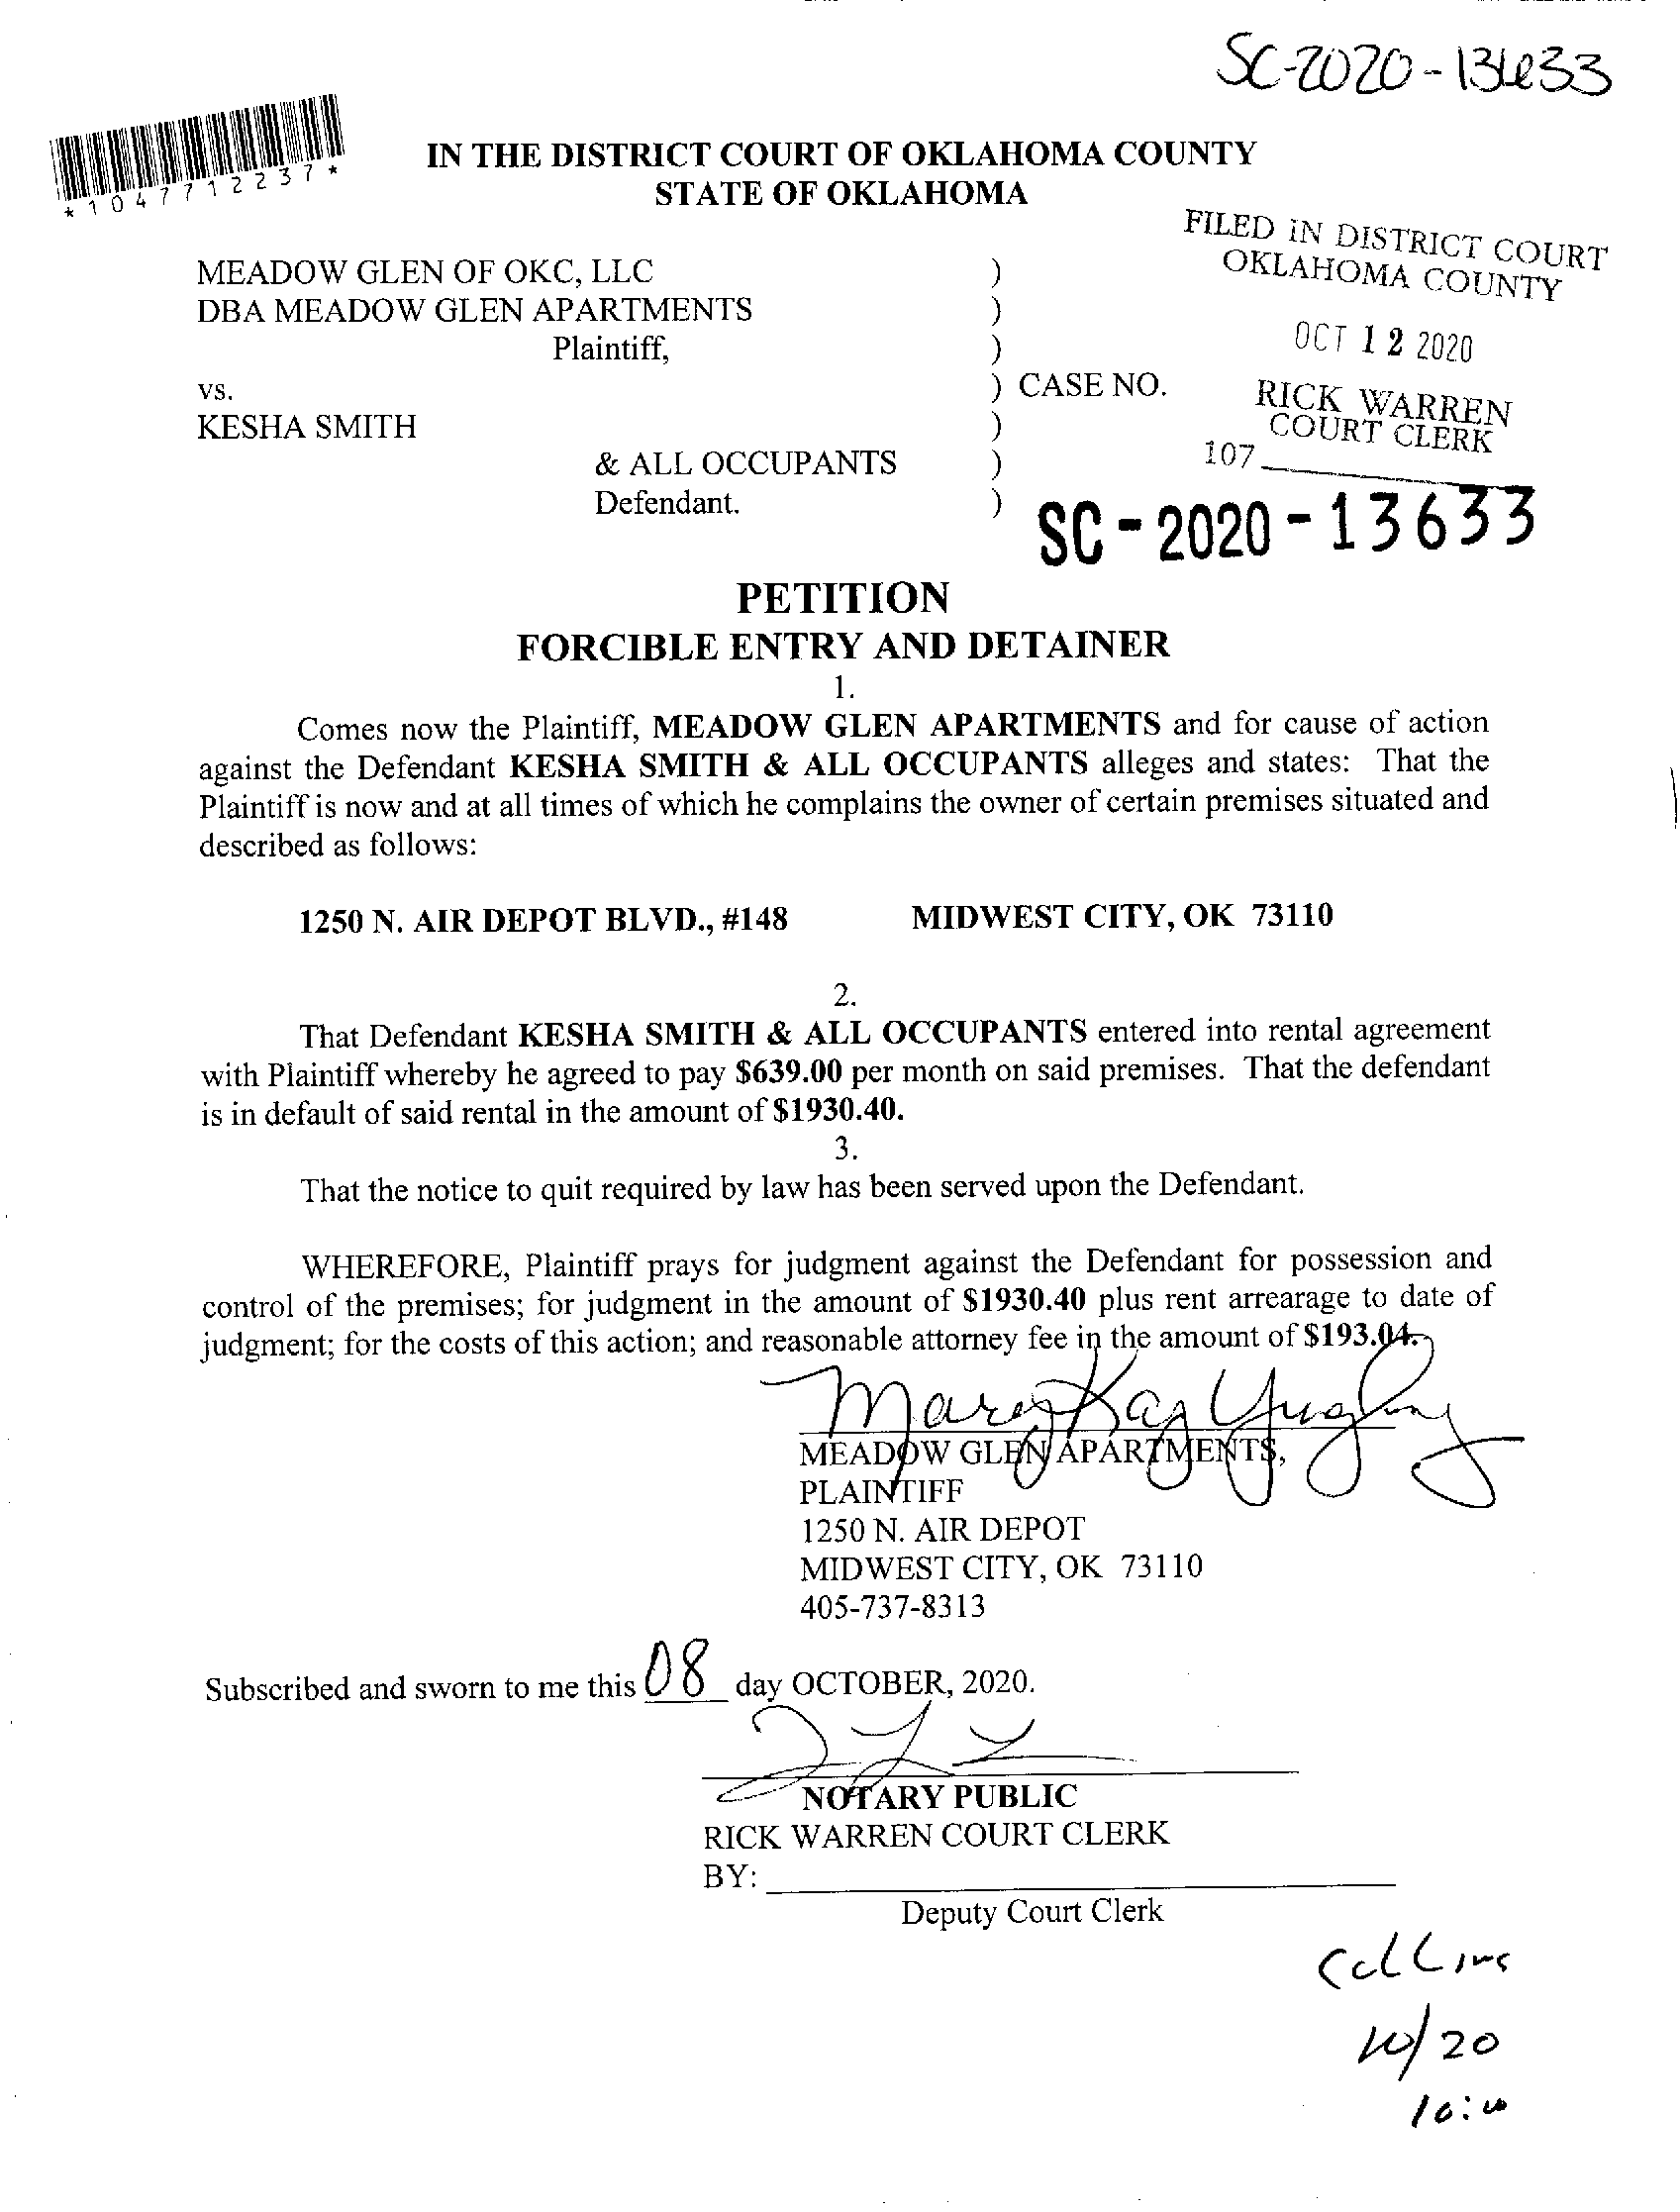 SC-2020-13633
*1047712237*
IN THE DISTRICT COURT OF OKLAHOMA COUNTY
STATE OF OKLAHOMA
FILED IN DISTRICT COURT
OKLAHOMA COUNTY
OCT 12 2020
RICK WARREN
COURT CLERK
107
MEADOW GLEN OF OKC, LLC )
DBA MEADOW GLEN APARTMENTS )
Plaintiff, )
vs. ) CASE NO.
KESHA SMITH )
& ALL OCCUPANTS )
Defendant. )
SC-2020-13633
PETITION
FORCIBLE ENTRY AND DETAINER
1.
Comes now the Plaintiff, MEADOW GLEN APARTMENTS and for cause of action
against the Defendant KESHA SMITH & ALL OCCUPANTS alleges and states: That the
Plaintiff is now and at all times of which he complains the owner of certain premises situated and
described as follows:
1250 N. AIR DEPOT BLVD., #148 MIDWEST CITY, OK 73110
2.
That Defendant KESHA SMITH & ALL OCCUPANTS entered into rental agreement
with Plaintiff whereby he agreed to pay $639.00 per month on said premises. That the defendant
is in default of said rental in the amount of $1930.40.
3.
That the notice to quit required by law has been served upon the Defendant.
WHEREFORE, Plaintiff prays for judgment against the Defendant for possession and
control of the premises; for judgment in the amount of $1930.40 plus rent arrearage to date of
judgment; for the costs of this action; and reasonable attorney fee in the amount of $193.04.
MEADOW GLEN APARTMENTS,
PLAINTIFF
1250 N. AIR DEPOT
MIDWEST CITY, OK 73110
405-737-8313
Subscribed and sworn to me this 08 day OCTOBER, 2020.
NOTARY PUBLIC
RICK WARREN COURT CLERK
BY:
Deputy Court Clerk
Collins
10/20
10:00